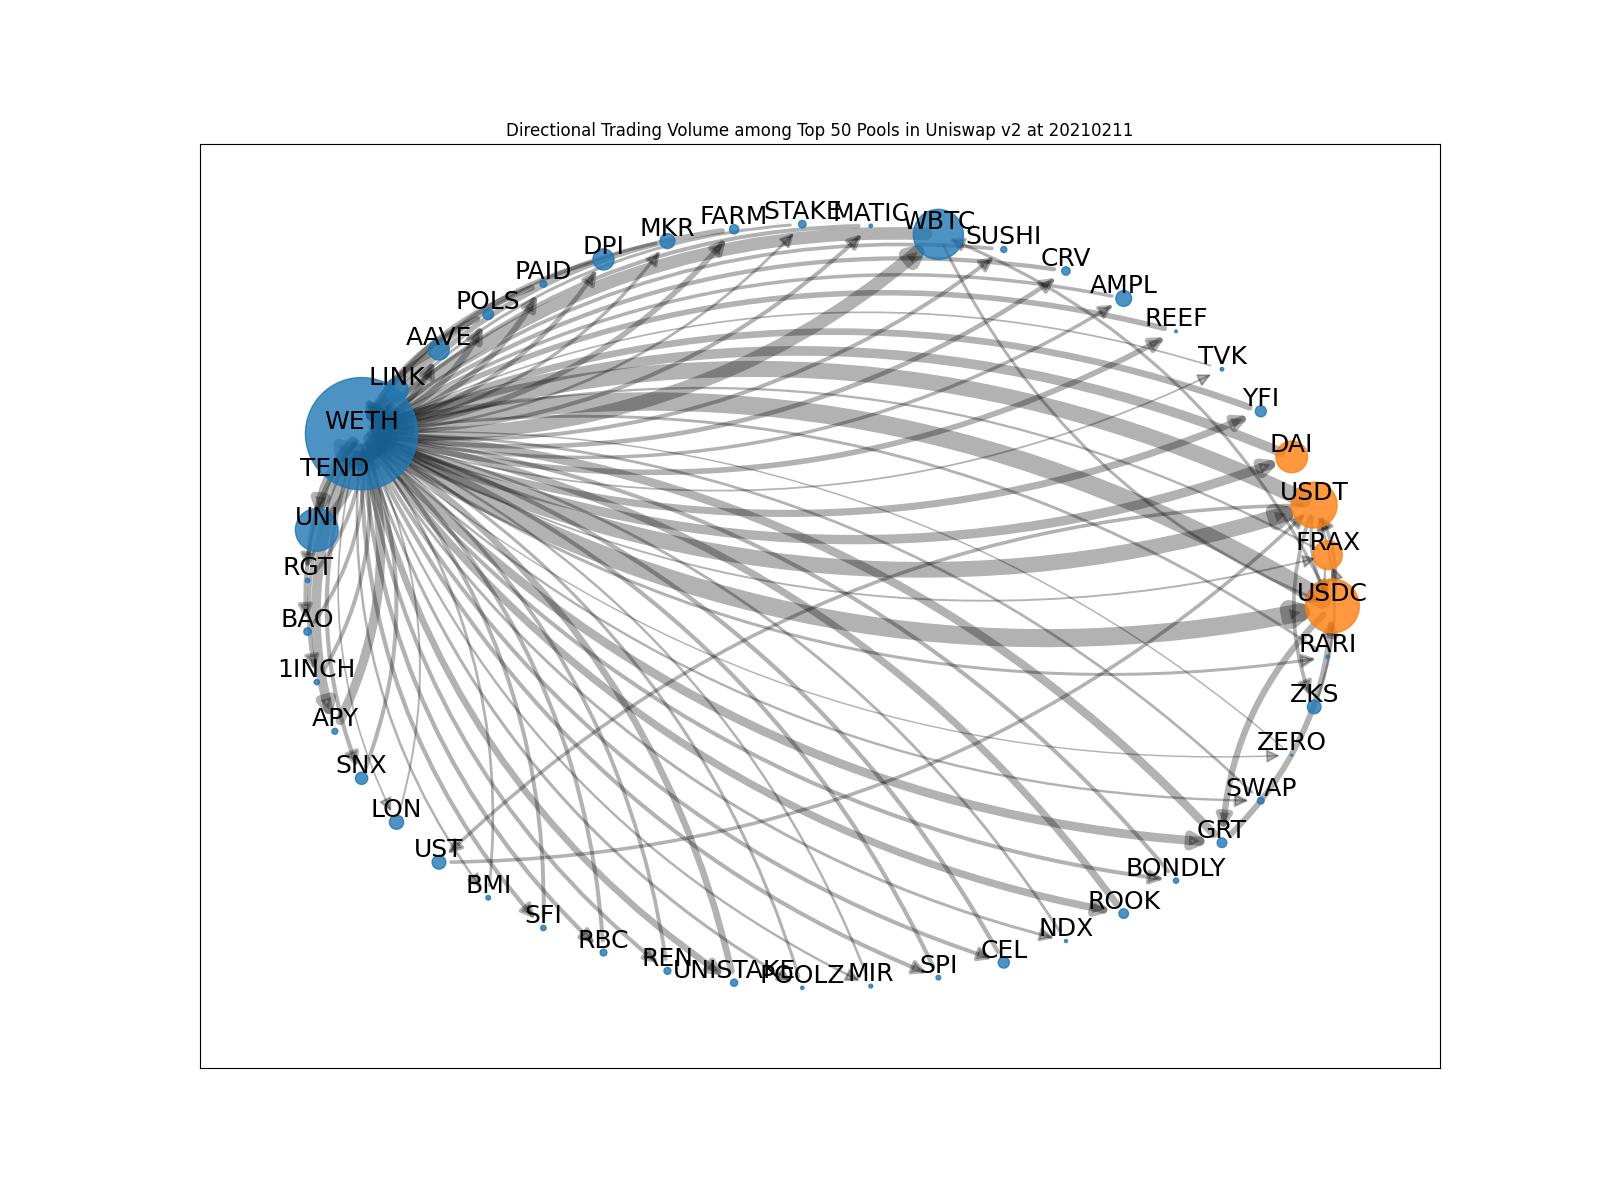 Directional Trading Volume among Top 50 Pools in Uniswap v2 at 20210211
FARM
STAKE
MATIC
WBTC
MKR
SUSHI
DPI
CRV
PAID
AMPL
POLS
REEF
AAVE
TVK
LINK
YFI
WETH
DAI
TEND
USDT
UNI
FRAX
RGT
USDC
BAO
RARI
1INCH
ZKS
APY
ZERO
SNX
SWAP
LON
GRT
UST
BONDLY
BMI
ROOK
SFI
NDX
RBC
CEL
REN
SPI
UNISTAKE
POOLZ
MIR